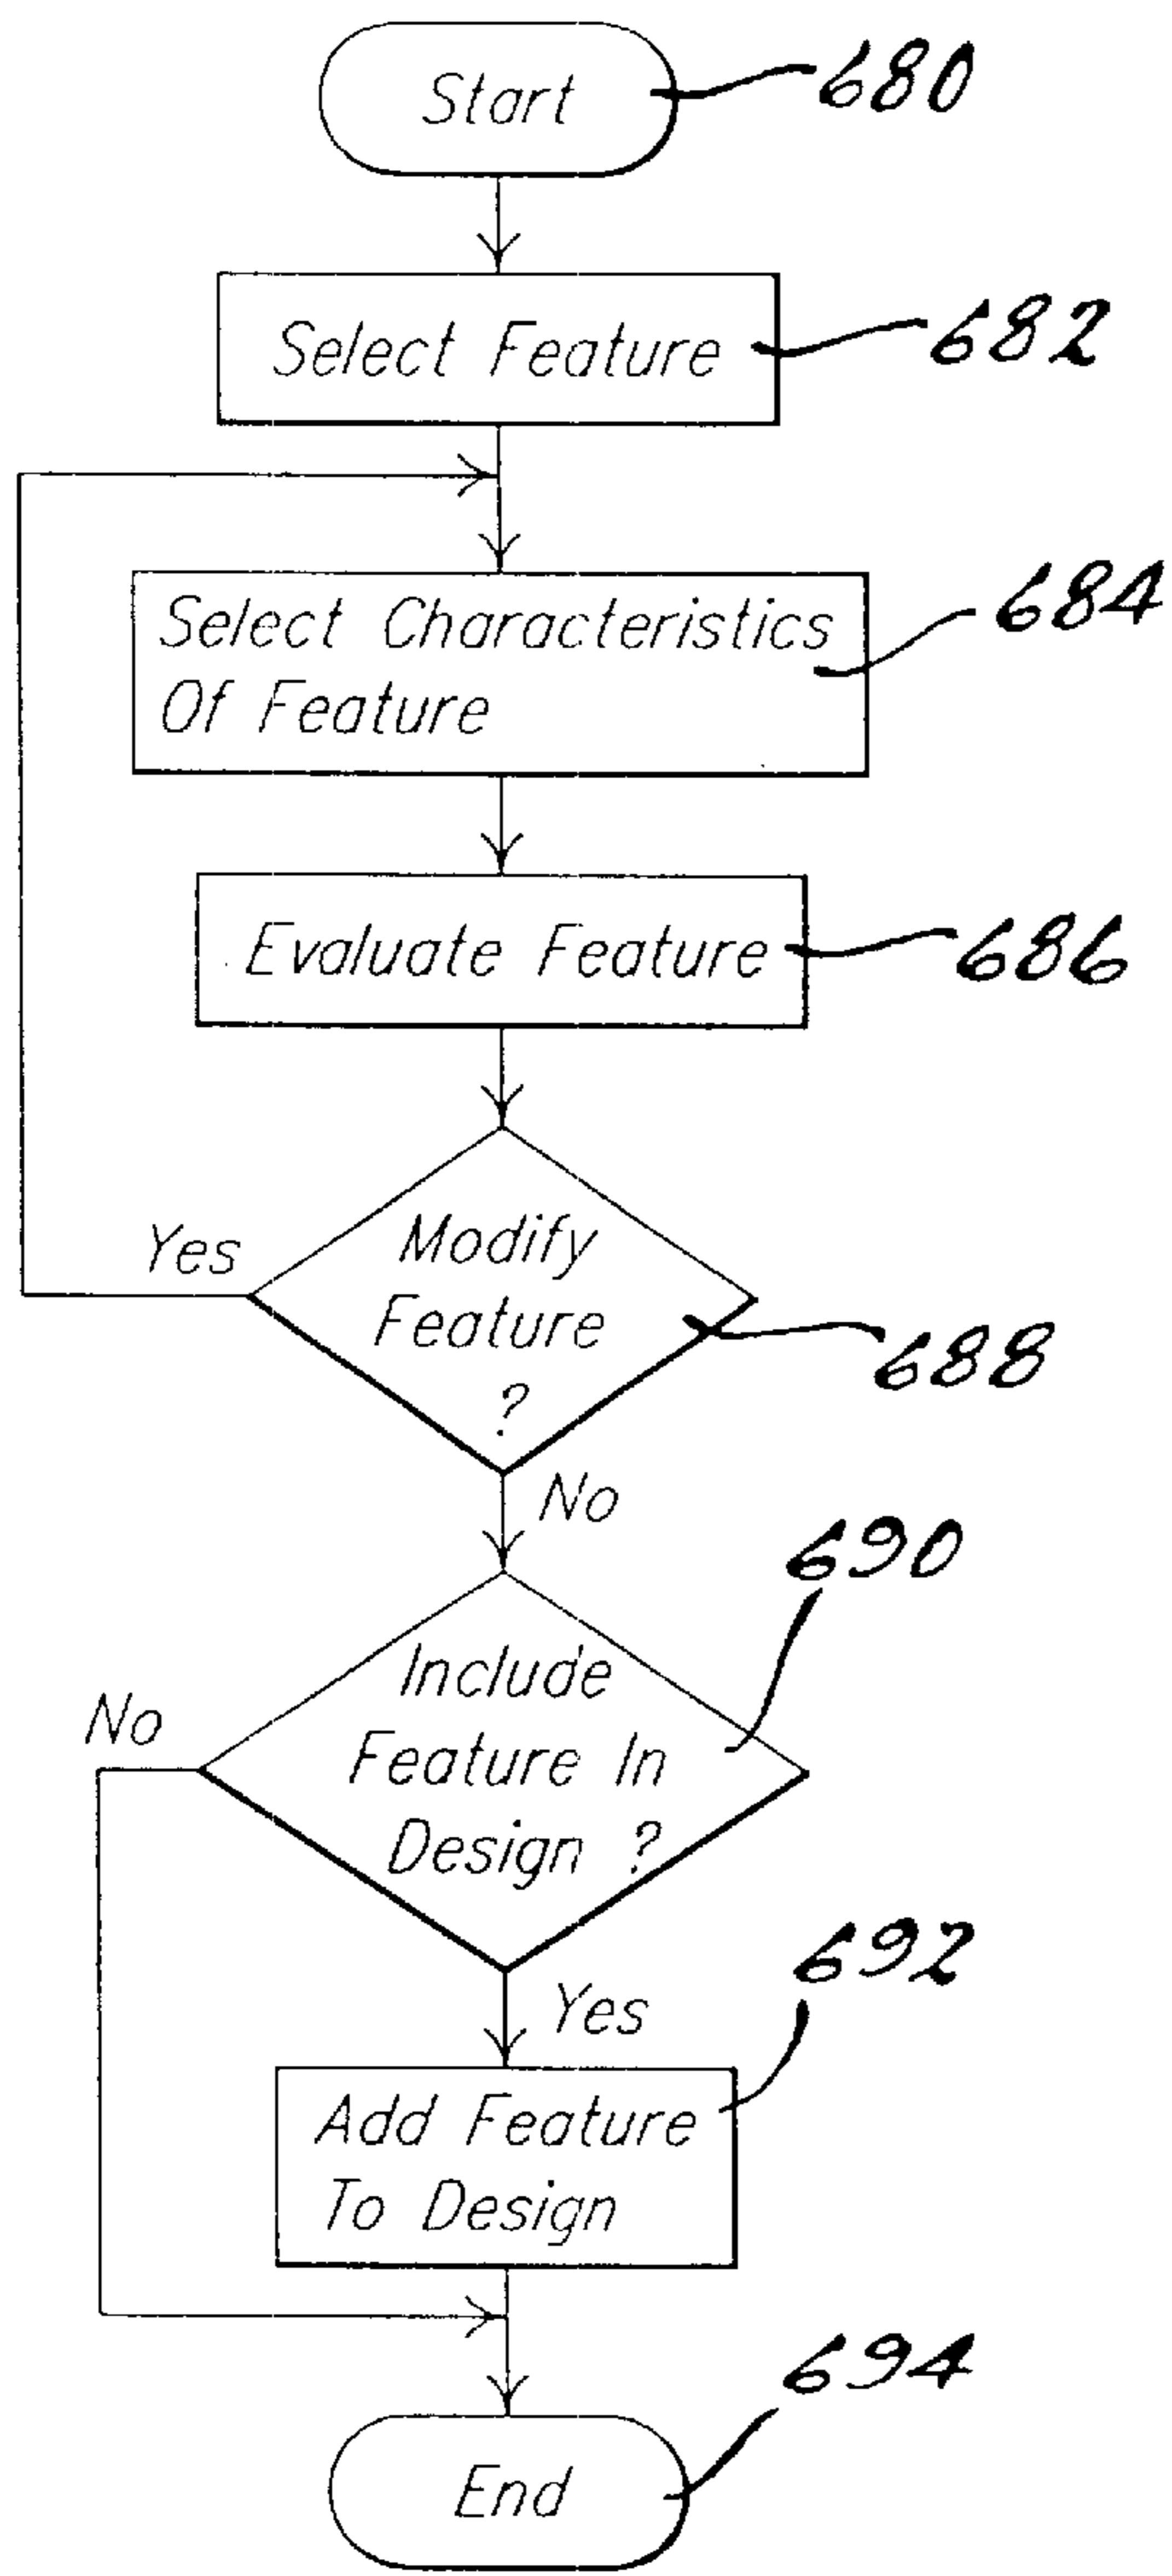 Start
680
Select Feature
682
Select Characteristics
Of Feature
684
Evaluate Feature
686
Modify
Feature
?
688
Yes
No
690
Include
Feature In
Design ?
No
692
Yes
Add Feature
To Design
694
End